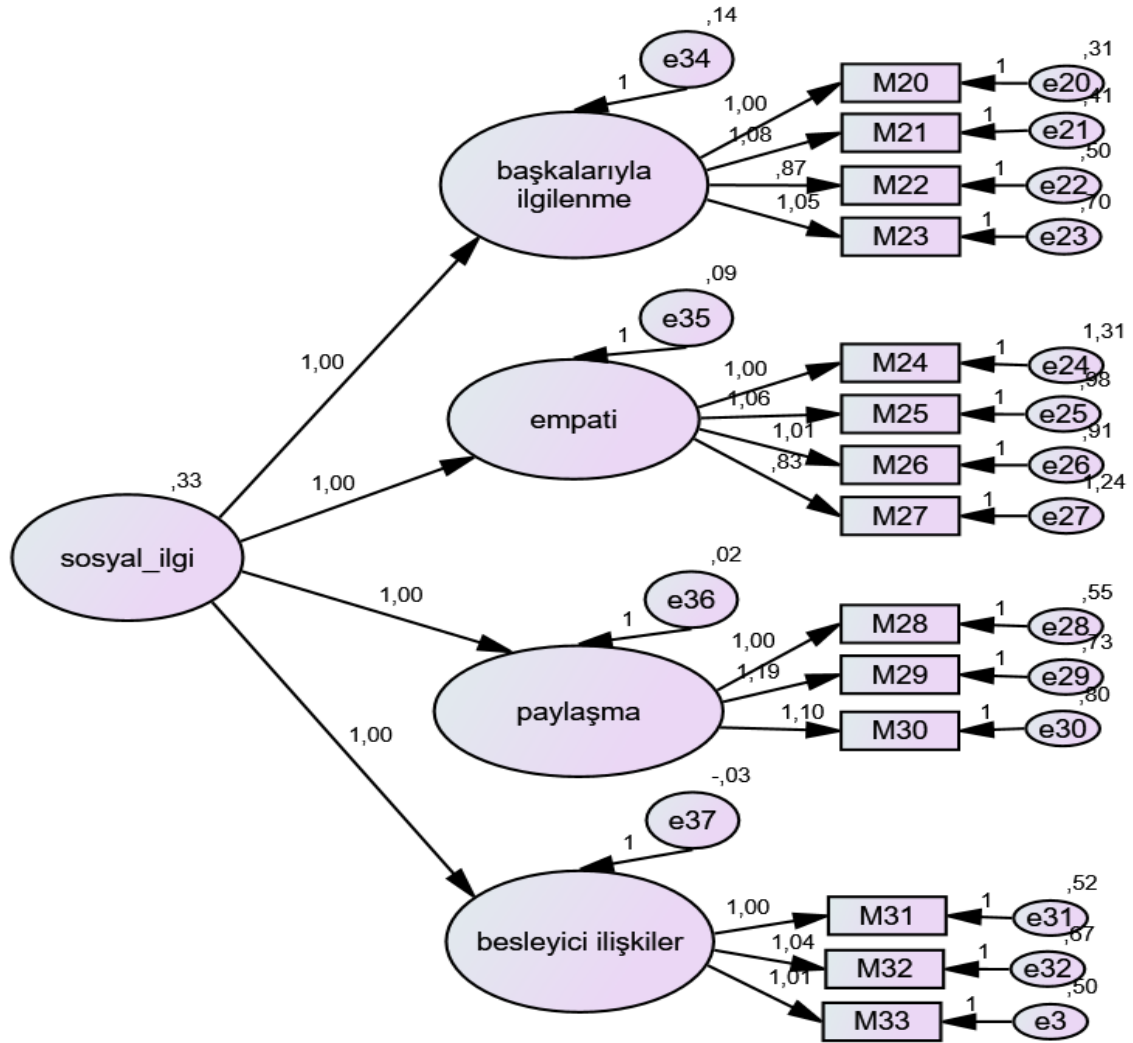 ,14
e34
1
başkalarıyla
ilgilenme
1,00
M20
1
e20
,31
1,08
M21
1
e21
,41
,87
M22
1
e22
,50
1,05
M23
1
e23
,70
,09
e35
1
empati
1,00
M24
1
e24
1,31
1,06
M25
1
e25
,98
1,01
M26
1
e26
,91
,83
M27
1
e27
1,24
1,00
1,00
,33
sosyal_ilgi
1,00
1,00
,02
e36
1
paylaşma
1,00
M28
1
e28
,55
1,19
M29
1
e29
,73
1,10
M30
1
e30
,80
-,03
e37
1
besleyici ilişkiler
1,00
M31
1
e31
,52
1,04
M32
1
e32
,67
1,01
M33
1
e3
,50